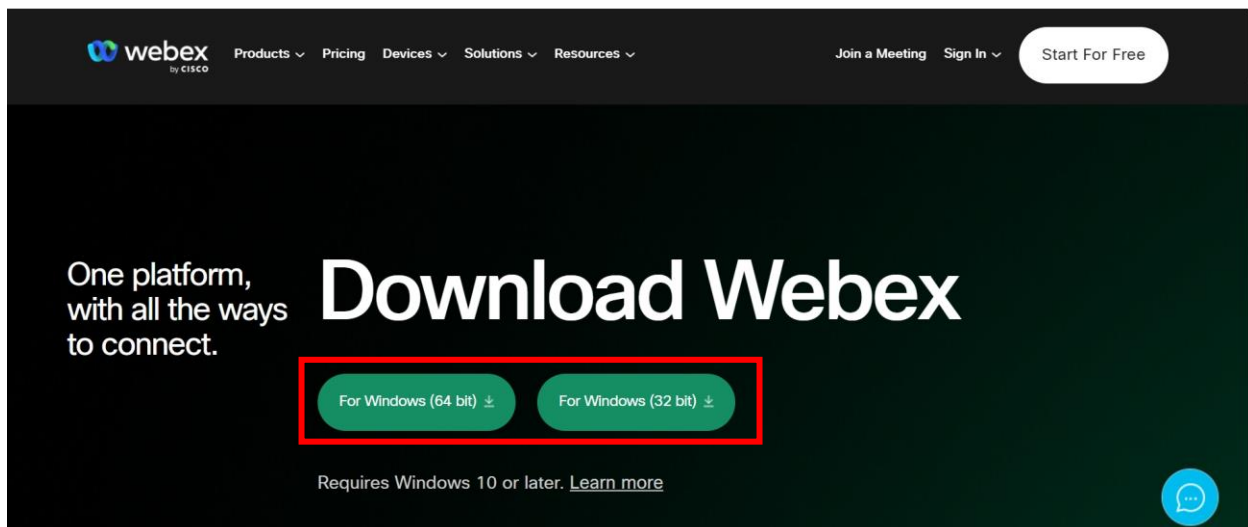 webex Products Pricing Devices Solutions Resources Join a Meeting Sign In Start For Free
by CISCO
One platform,
with all the ways
to connect.
Download Webex
For Windows (64 bit) For Windows (32 bit)
Requires Windows 10 or later. Learn more